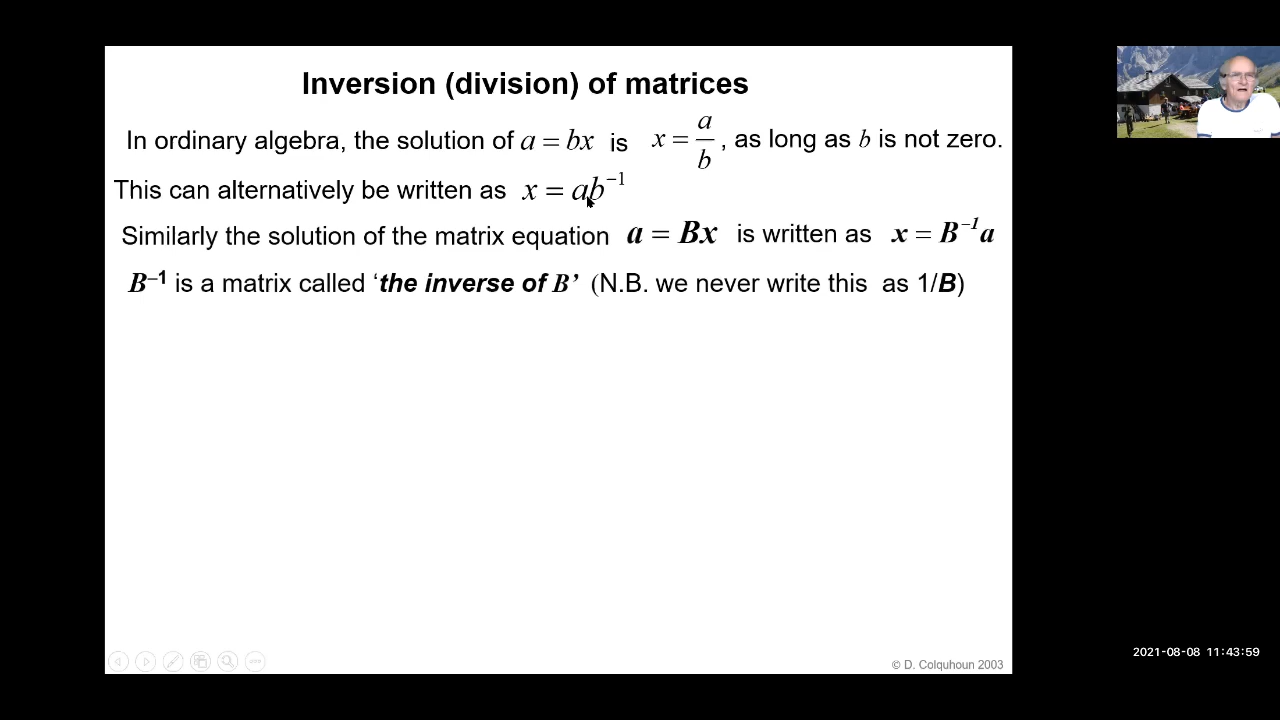 Inversion (division) of matrices
In ordinary algebra, the solution of a = bx is x = a/b , as long as b is not zero.
This can alternatively be written as x = ab⁻¹
Similarly the solution of the matrix equation a = Bx is written as x = B⁻¹a
B⁻¹ is a matrix called ‘the inverse of B’ (N.B. we never write this as 1/B)
© D. Colquhoun 2003
2021-08-08 11:43:59